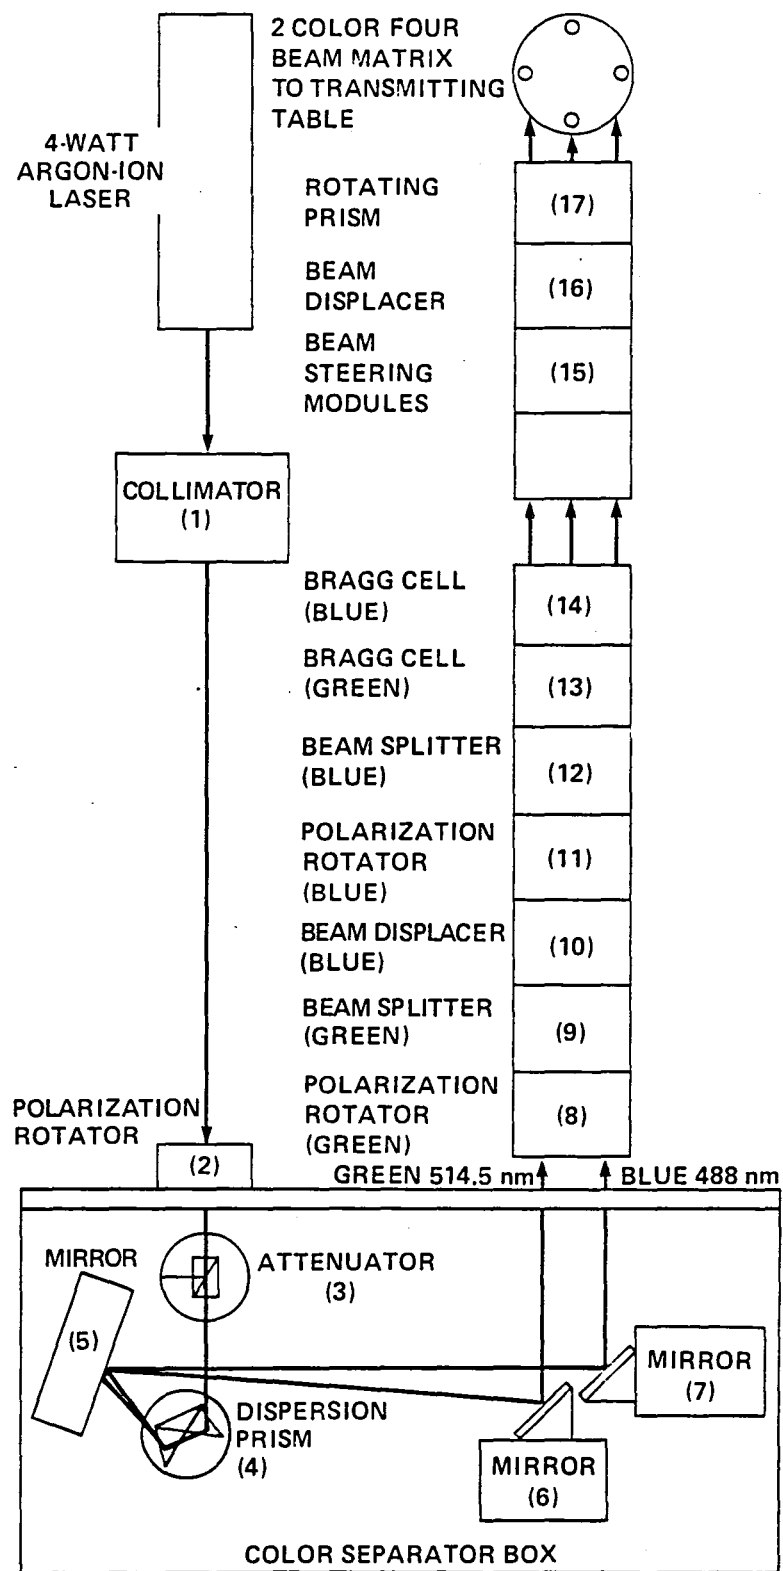 2 COLOR FOUR
BEAM MATRIX
TO TRANSMITTING
TABLE
4-WATT
ARGON-ION
LASER
ROTATING
PRISM
(17)
BEAM
DISPLACER
(16)
BEAM
STEERING
MODULES
(15)
COLLIMATOR
(1)
BRAGG CELL
(BLUE)
(14)
BRAGG CELL
(GREEN)
(13)
BEAM SPLITTER
(BLUE)
(12)
POLARIZATION
ROTATOR
(BLUE)
(11)
BEAM DISPLACER
(BLUE)
(10)
BEAM SPLITTER
(GREEN)
(9)
POLARIZATION
ROTATOR
(GREEN)
(8)
POLARIZATION
ROTATOR
(2)
GREEN 514.5 nm
BLUE 488 nm
MIRROR
(5)
ATTENUATOR
(3)
MIRROR
(7)
DISPERSION
PRISM
(4)
MIRROR
(6)
COLOR SEPARATOR BOX